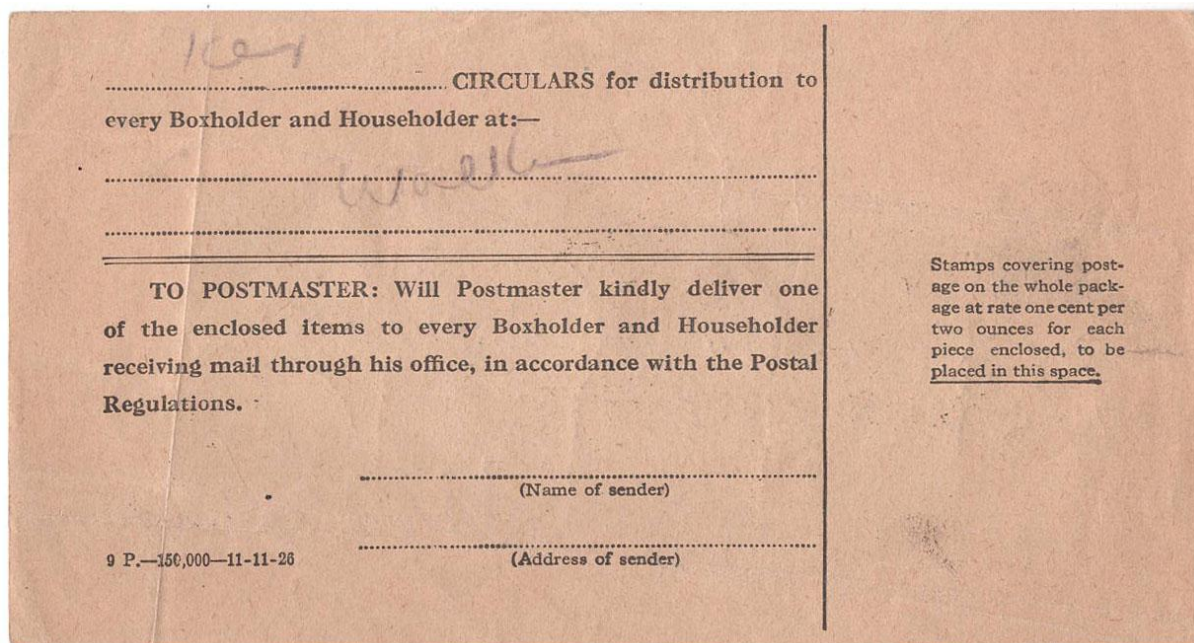 CIRCULARS for distribution to
every Boxholder and Householder at:—
TO POSTMASTER: Will Postmaster kindly deliver one
of the enclosed items to every Boxholder and Householder
receiving mail through his office, in accordance with the Postal
Regulations.
(Name of sender)
9 P.—150,000—11-11-26
(Address of sender)
Stamps covering post-
age on the whole pack-
age at rate one cent per
two ounces for each
piece enclosed, to be
placed in this space.